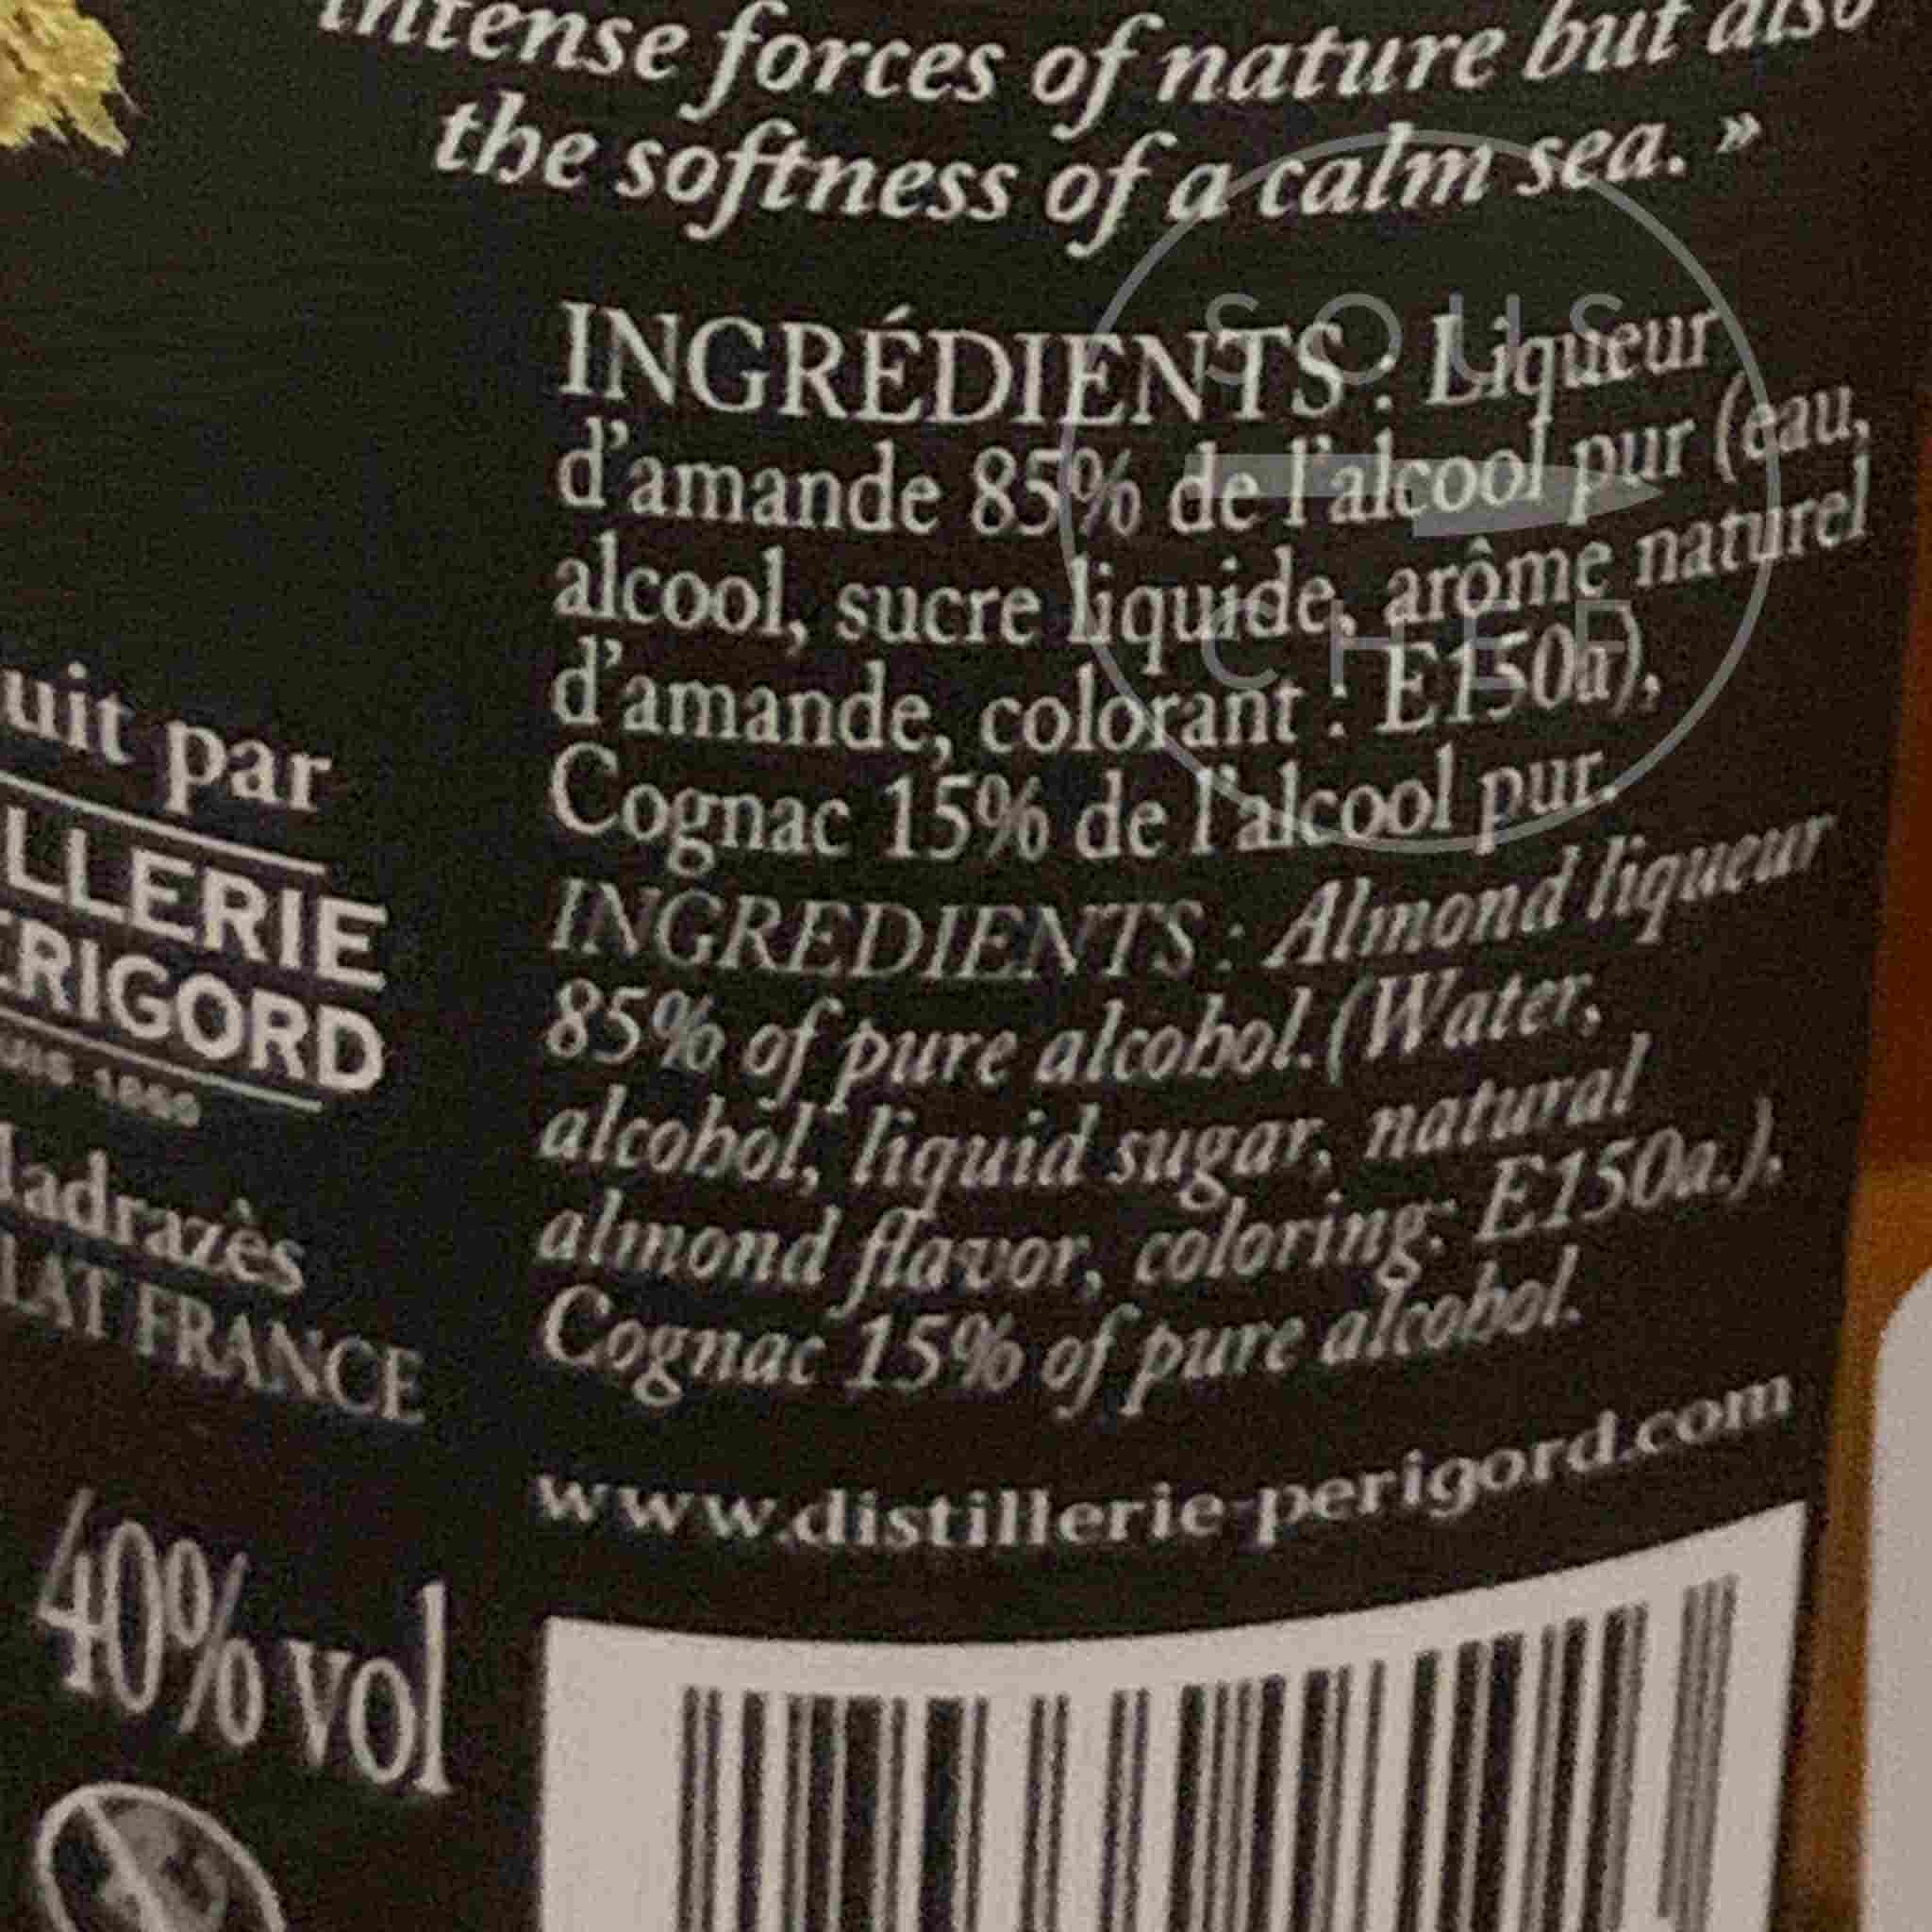 intense forces of nature but also
the softness of a calm sea. »
INGRÉDIENTS : Liqueur
d'amande 85% de l'alcool pur (eau,
alcool, sucre liquide, arôme naturel
d'amande, colorant : E150a),
Cognac 15% de l'alcool pur.
INGREDIENTS : Almond liqueur
85% of pure alcohol. (Water,
alcohol, liquid sugar, natural
almond flavor, coloring: E150a.),
Cognac 15% of pure alcohol.
www.distillerie-perigord.com
uit par
LLERIE
ERIGORD
adrazès
LAT FRANCE
40% vol
SOUS
CHEF